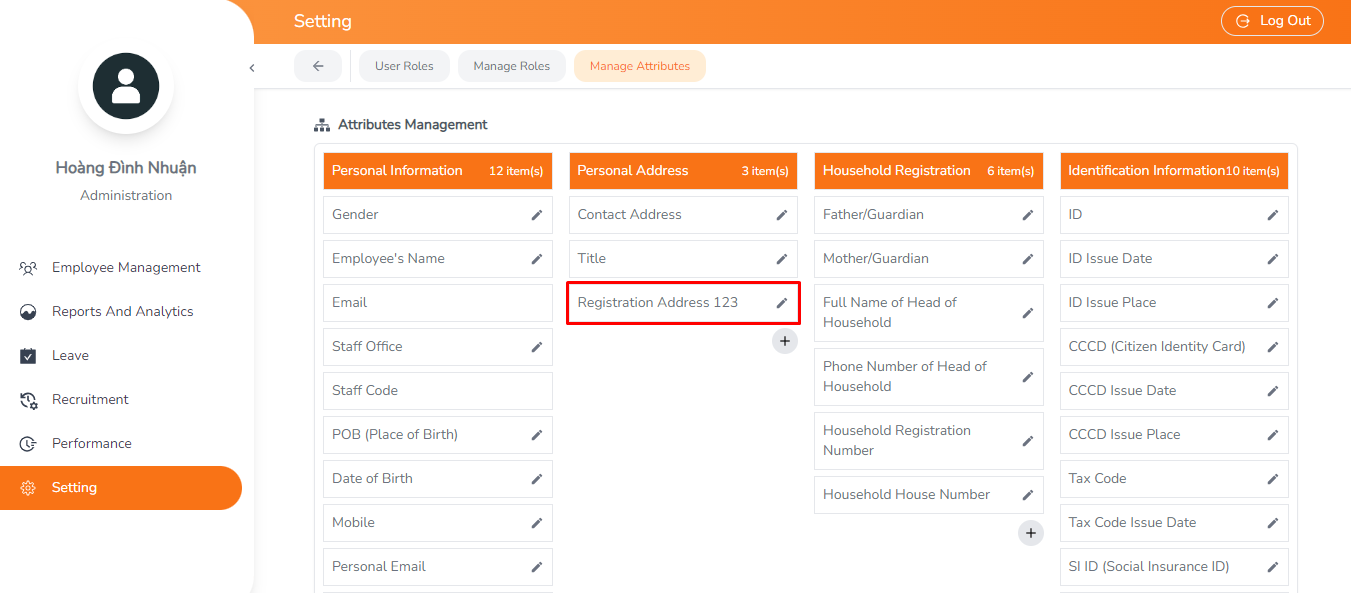 Setting
Log Out
User Roles
Manage Roles
Manage Attributes
Hoàng Đình Nhuận
Administration
Employee Management
Reports And Analytics
Leave
Recruitment
Performance
Setting
Attributes Management
Personal Information 12 item(s)
Gender
Employee's Name
Email
Staff Office
Staff Code
POB (Place of Birth)
Date of Birth
Mobile
Personal Email
Personal Address 3 item(s)
Contact Address
Title
Registration Address 123
Household Registration 6 item(s)
Father/Guardian
Mother/Guardian
Full Name of Head of
Household
Phone Number of Head of
Household
Household Registration
Number
Household House Number
Identification Information10 item(s)
ID
ID Issue Date
ID Issue Place
CCCD (Citizen Identity Card)
CCCD Issue Date
CCCD Issue Place
Tax Code
Tax Code Issue Date
SI ID (Social Insurance ID)